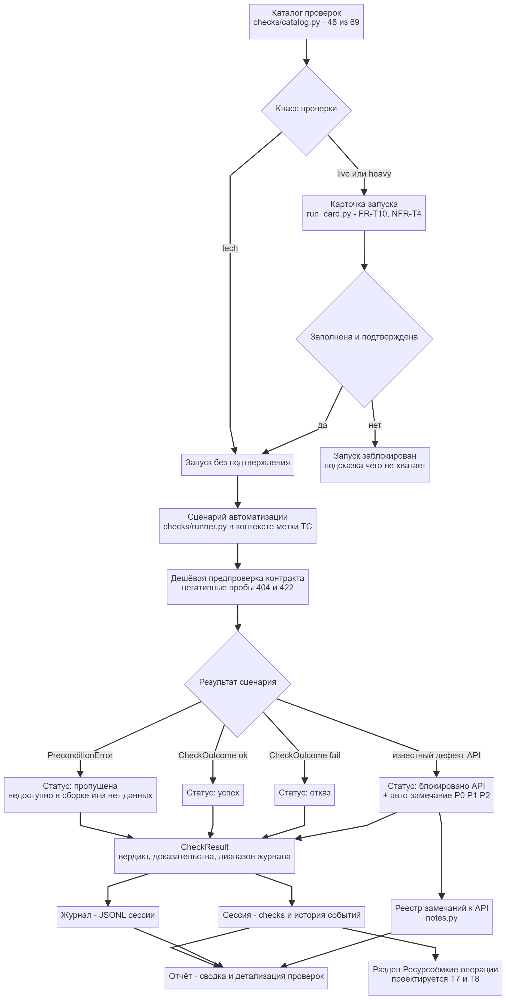 Каталог проверок
checks/catalog.py - 48 из 69
Класс проверки
live или heavy
Карточка запуска
run_card.py - FR-T10, NFR-T4
tech
Заполнена и подтверждена
да
нет
Запуск без подтверждения
Запуск заблокирован
подсказка чего не хватает
Сценарий автоматизации
checks/runner.py в контексте метки ТС
Дешёвая предпроверка контракта
негативные пробы 404 и 422
Результат сценария
PreconditionError
CheckOutcome ok
CheckOutcome fail
известный дефект API
Статус: пропущена
недоступно в сборке или нет данных
Статус: успех
Статус: отказ
Статус: блокировано API
+ авто-замечание P0 P1 P2
CheckResult
вердикт, доказательства, диапазон журнала
Журнал - JSONL сессии
Сессия - checks и история событий
Реестр замечаний к API
notes.py
Отчёт - сводка и детализация проверок
Раздел Ресурсоёмкие операции
проектируется T7 и T8